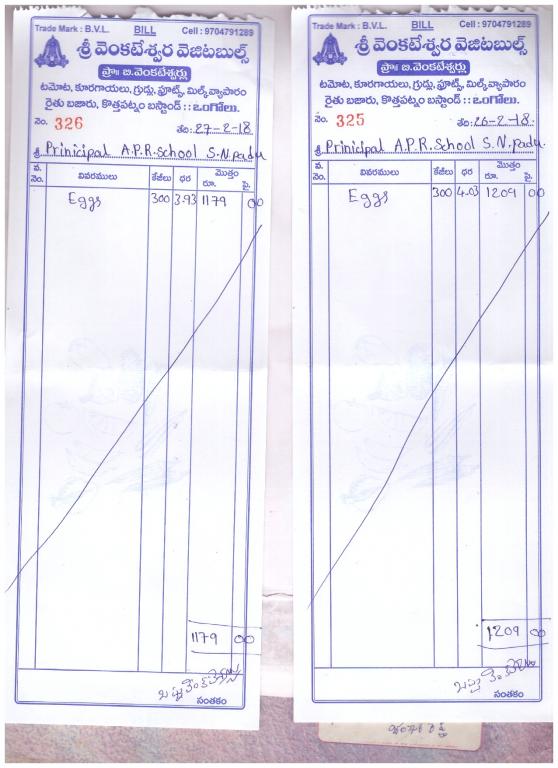 Trade Mark : B.V.L. BILL Cell : 9704791289
శ్రీ వెంకటేశ్వర వెజిటబుల్స్
ప్రొ॥ బి.వెంకటేశ్వర్లు
టమోట, కూరగాయలు, గ్రుడ్లు, ఫ్రూట్స్, మిల్క్‌వ్యాపారం
రైతు బజారు, కొత్తపట్నం బస్టాండ్ :: ఒంగోలు.
నెం. 326 తేది: 27-2-18
శ్రీ Prinicipal A.P.R.School S.N.padu
వ. నెం. వివరములు కేజీలు ధర మొత్తం రూ. పై.
Eggs 300 3.93 1179 00
1179 00
సంతకం
Trade Mark : B.V.L. BILL Cell : 9704791289
శ్రీ వెంకటేశ్వర వెజిటబుల్స్
ప్రొ॥ బి.వెంకటేశ్వర్లు
టమోట, కూరగాయలు, గ్రుడ్లు, ఫ్రూట్స్, మిల్క్‌వ్యాపారం
రైతు బజారు, కొత్తపట్నం బస్టాండ్ :: ఒంగోలు.
నెం. 325 తేది: 26-2-18.
శ్రీ Prinicipal A.P.R.School S.N.padu.
వ. నెం. వివరములు కేజీలు ధర మొత్తం రూ. పై.
Eggs 300 4.03 1209 00
1209 00
సంతకం